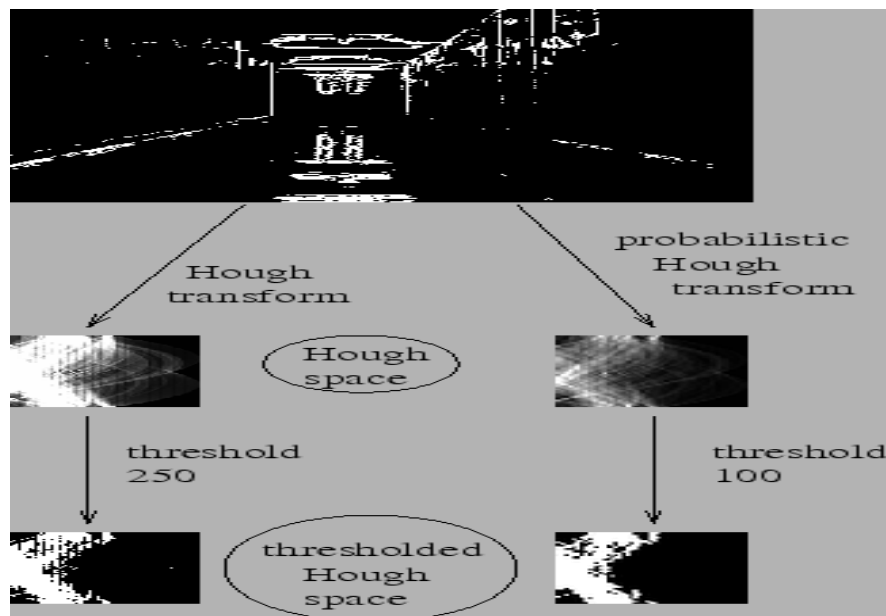 probabilistic
Hough
transform
Hough
transform
Hough
space
threshold
250
threshold
100
thresholded
Hough
space